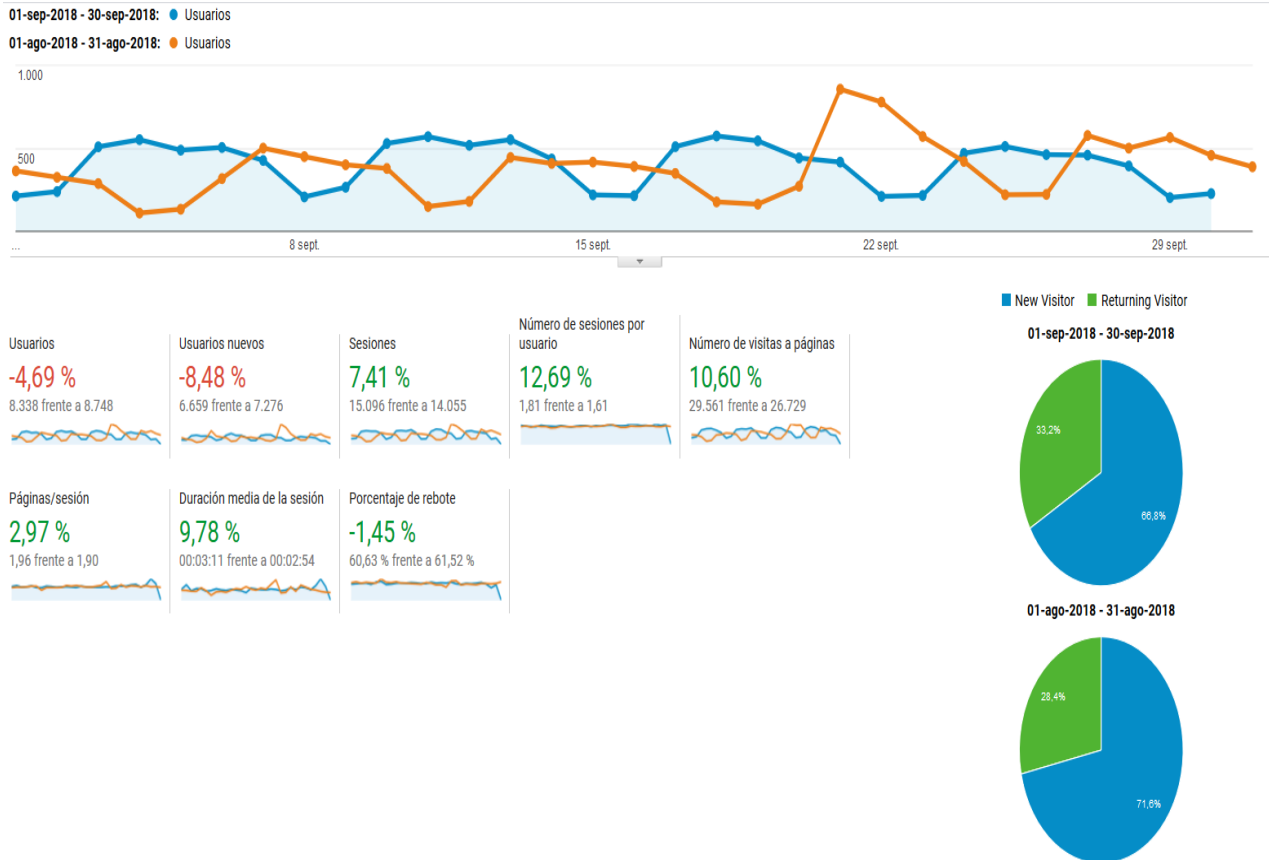 01-sep-2018 - 30-sep-2018: Usuarios
01-ago-2018 - 31-ago-2018: Usuarios
1.000
500
...
8 sept.
15 sept.
22 sept.
29 sept.
Usuarios
-4,69 %
8.338 frente a 8.748
Usuarios nuevos
-8,48 %
6.659 frente a 7.276
Sesiones
7,41 %
15.096 frente a 14.055
Número de sesiones por
usuario
12,69 %
1,81 frente a 1,61
Número de visitas a páginas
10,60 %
29.561 frente a 26.729
Páginas/sesión
2,97 %
1,96 frente a 1,90
Duración media de la sesión
9,78 %
00:03:11 frente a 00:02:54
Porcentaje de rebote
-1,45 %
60,63 % frente a 61,52 %
New Visitor
Returning Visitor
01-sep-2018 - 30-sep-2018
33,2%
66,8%
01-ago-2018 - 31-ago-2018
28,4%
71,6%